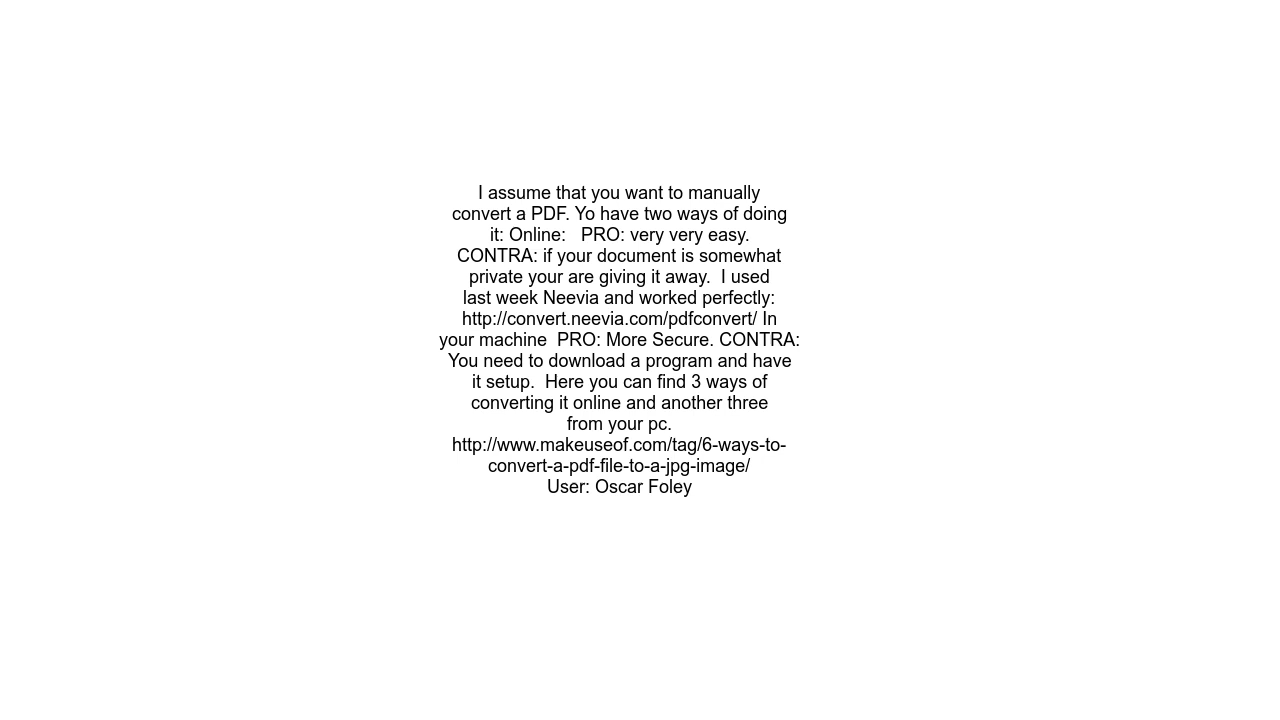 I assume that you want to manually
convert a PDF. Yo have two ways of doing
it: Online:   PRO: very very easy.
CONTRA: if your document is somewhat
private your are giving it away.  I used
last week Neevia and worked perfectly:
http://convert.neevia.com/pdfconvert/ In
your machine  PRO: More Secure. CONTRA:
You need to download a program and have
it setup.  Here you can find 3 ways of
converting it online and another three
from your pc.
http://www.makeuseof.com/tag/6-ways-to-
convert-a-pdf-file-to-a-jpg-image/
User: Oscar Foley